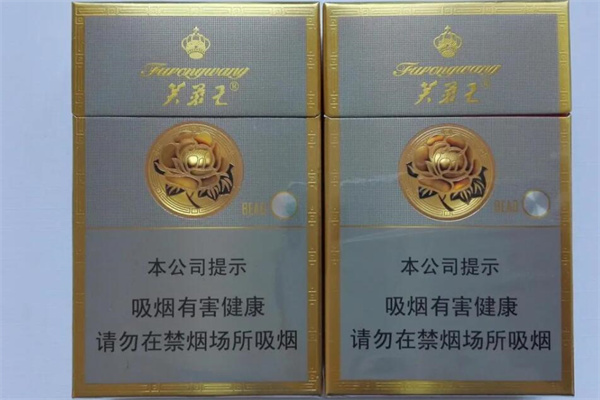 Furongwang
芙蓉王®
BEAD
本公司提示
吸烟有害健康
请勿在禁烟场所吸烟
Furongwang
芙蓉王®
BEAD
本公司提示
吸烟有害健康
请勿在禁烟场所吸烟